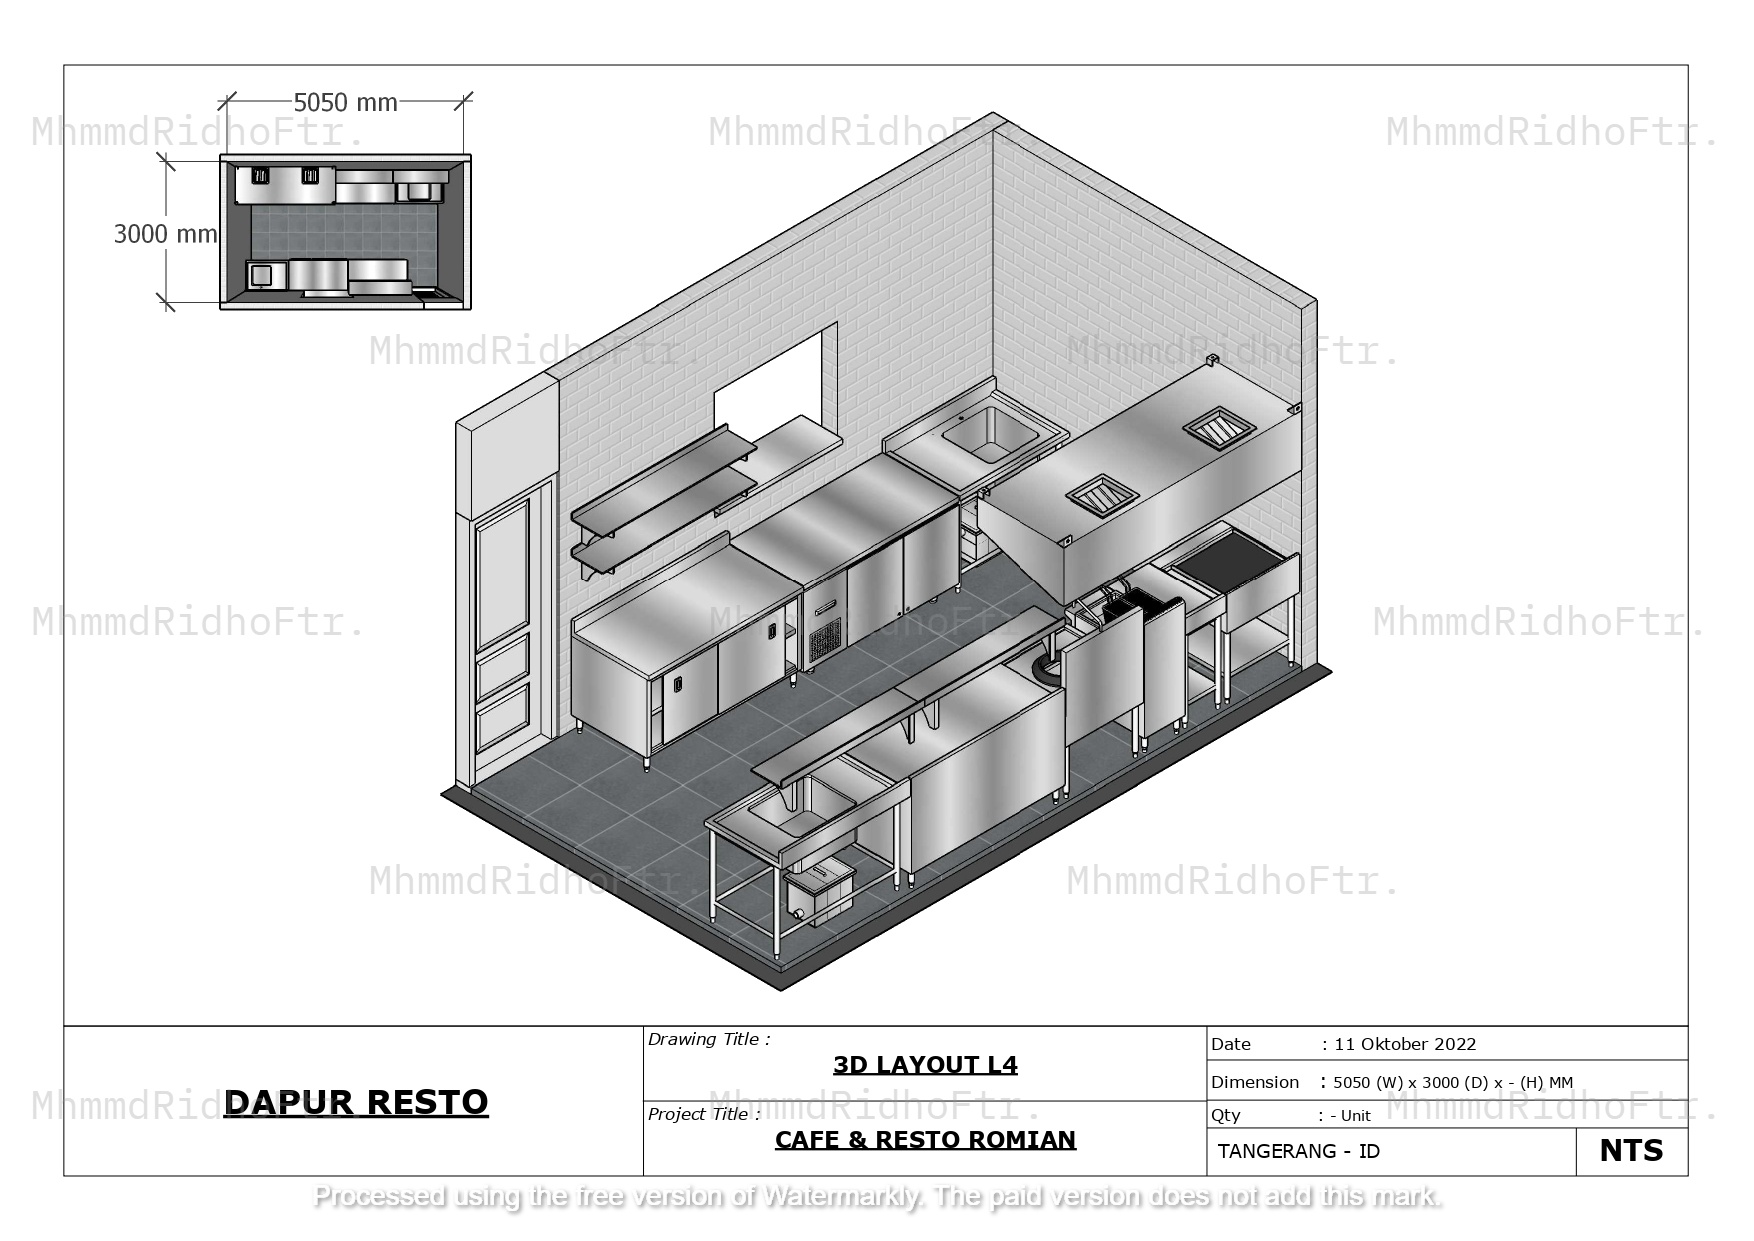 5050 mm
MhmmdRidhoFtr.
MhmmdRidhoFtr.
MhmmdRidhoFtr.
3000 mm
MhmmdRidhoFtr.
MhmmdRidhoFtr.
MhmmdRidhoFtr.
MhmmdRidhoFtr.
MhmmdRidhoFtr.
MhmmdRidhoFtr.
MhmmdRidhoFtr.
DAPUR RESTO
MhmmdRidhoFtr.
Drawing Title :
3D LAYOUT L4
Project Title :
MhmmdRidhoFtr.
CAFE & RESTO ROMIAN
Date : 11 Oktober 2022
Dimension : 5050 (W) x 3000 (D) x - (H) MM
Qty : - Unit
MhmmdRidhoFtr.
TANGERANG - ID
NTS
Processed using the free version of Watermarkly. The paid version does not add this mark.